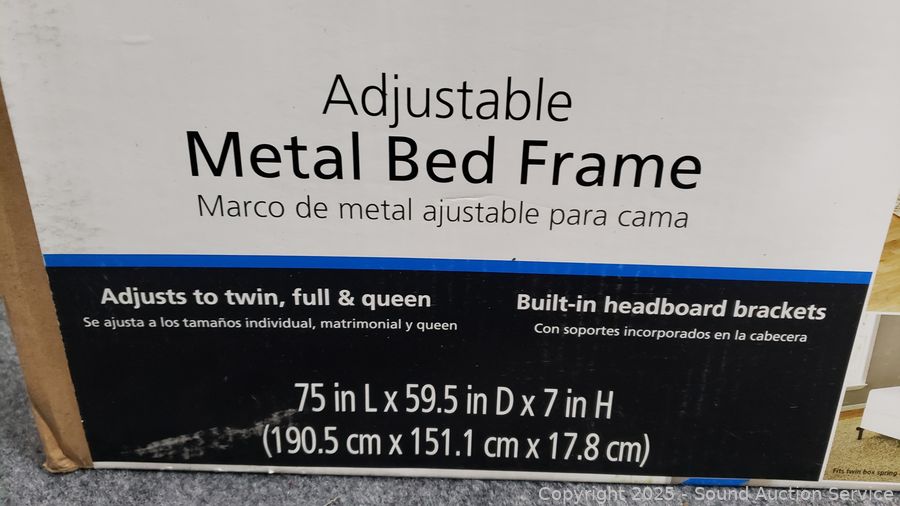 Adjustable
Metal Bed Frame
Marco de metal ajustable para cama
Adjusts to twin, full & queen
Se ajusta a los tamaños individual, matrimonial y queen
Built-in headboard brackets
Con soportes incorporados en la cabecera
75 in L x 59.5 in D x 7 in H
(190.5 cm x 151.1 cm x 17.8 cm)
Fits twin box spring
Copyright 2025 - Sound Auction Service